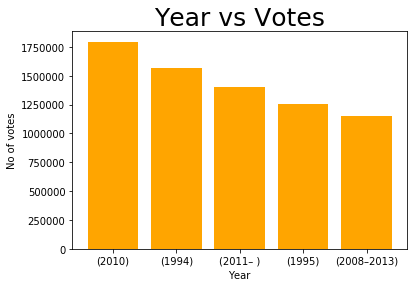 Year vs Votes
No of votes
1750000
1500000
1250000
1000000
750000
500000
250000
0
(2010) (1994) (2011– ) (1995) (2008–2013)
Year